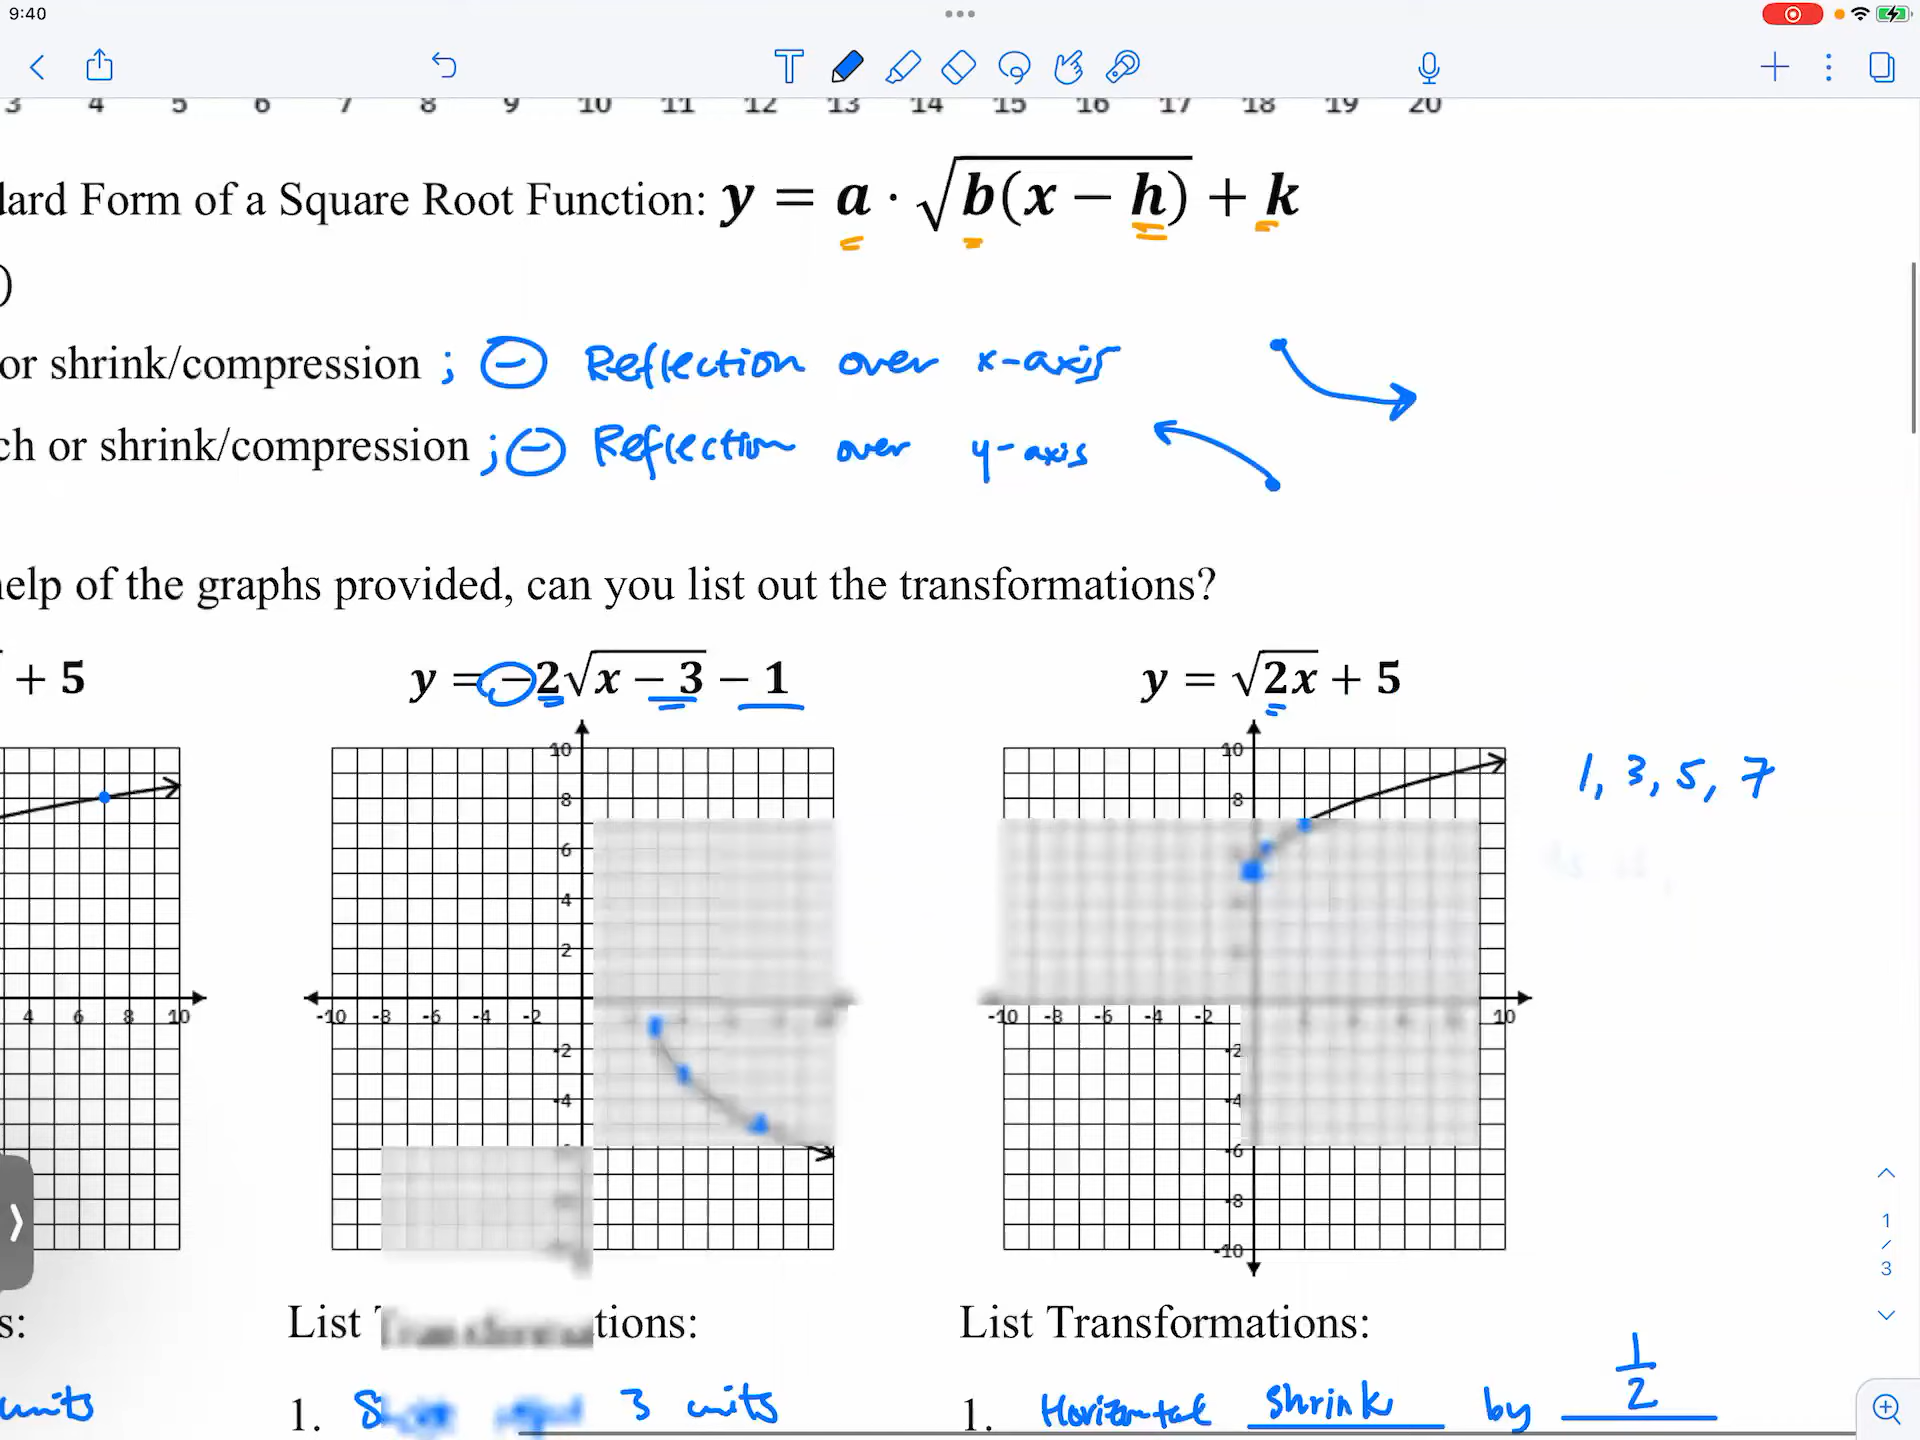 9:40
3 4 5 6 7 8 9 10 11 12 13 14 15 16 17 18 19 20
dard Form of a Square Root Function: y = a · √b(x − h) + k
)
or shrink/compression ; − Reflection over x-axis
ch or shrink/compression ; − Reflection over y-axis
help of the graphs provided, can you list out the transformations?
+ 5
y = −2√x − 3 − 1
y = √2x + 5
4 6 8 10
10 8 6 4 2
-10 -8 -6 -4 -2
-2 -4
10 8
-10 -8 -6 -4 -2 10
-2 -4 -6 -8 -10
1, 3, 5, 7
1
/
3
s:
List tions:
List Transformations:
units
1. 3 units
1. Horizontal shrink by 1/2